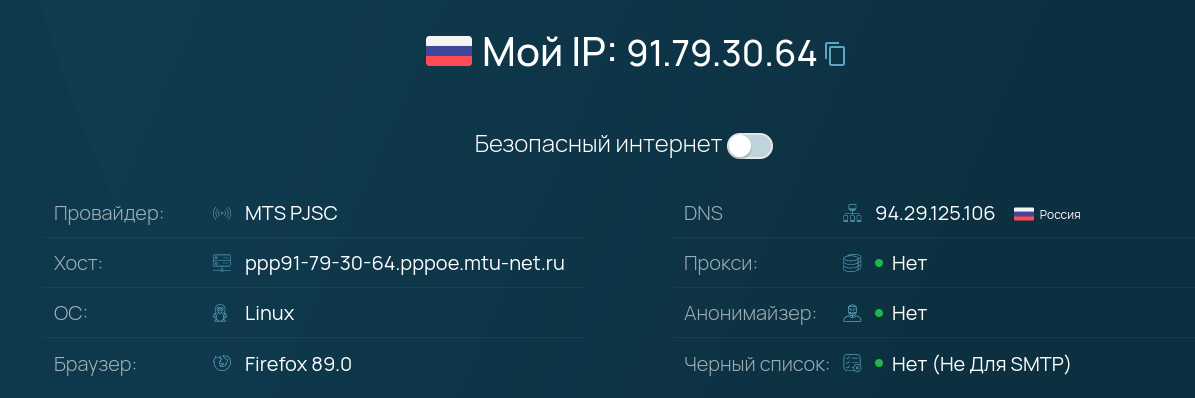 Мой IP: 91.79.30.64
Безопасный интернет
Провайдер: MTS PJSC
DNS 94.29.125.106 Россия
Хост: ppp91-79-30-64.pppoe.mtu-net.ru
Прокси: Нет
ОС: Linux
Анонимайзер: Нет
Браузер: Firefox 89.0
Черный список: Нет (Не Для SMTP)